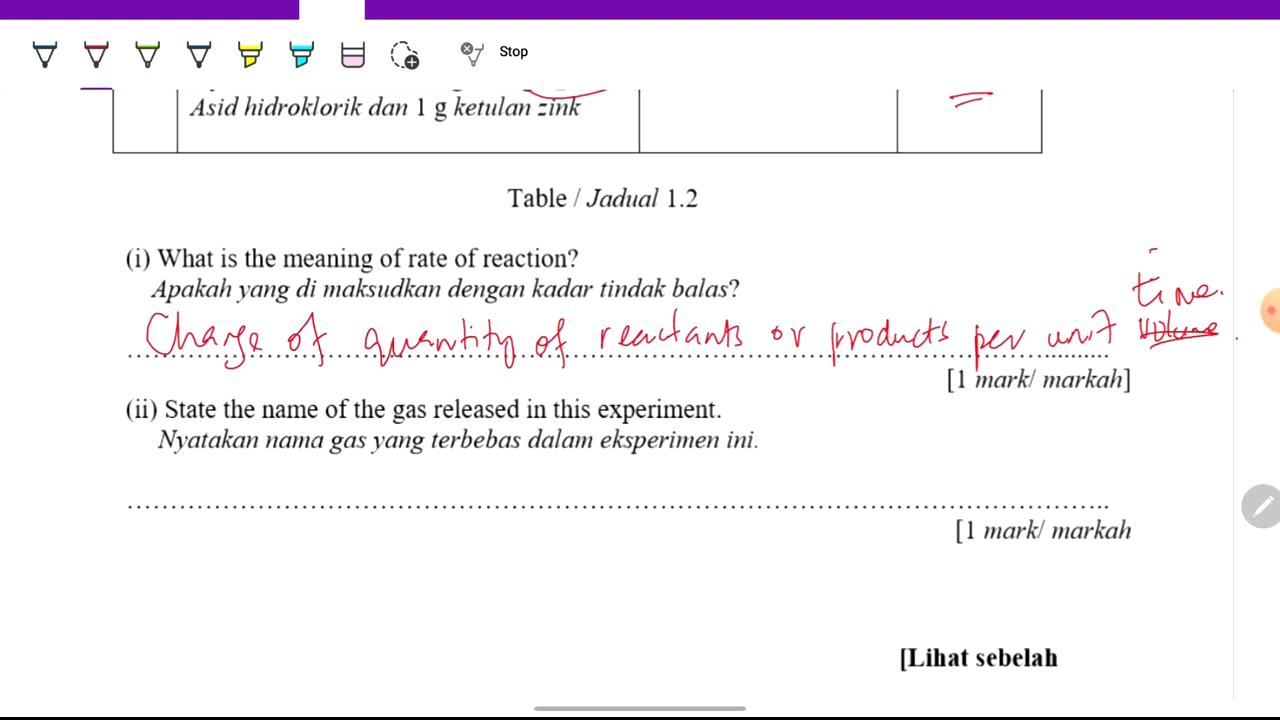 Stop
Asid hidroklorik dan 1 g ketulan zink
Table / Jadual 1.2
(i) What is the meaning of rate of reaction?
Apakah yang di maksudkan dengan kadar tindak balas?
time.
Change of quantity of reactants or products per unit volume.
[1 mark/ markah]
(ii) State the name of the gas released in this experiment.
Nyatakan nama gas yang terbebas dalam eksperimen ini.
[1 mark/ markah
[Lihat sebelah